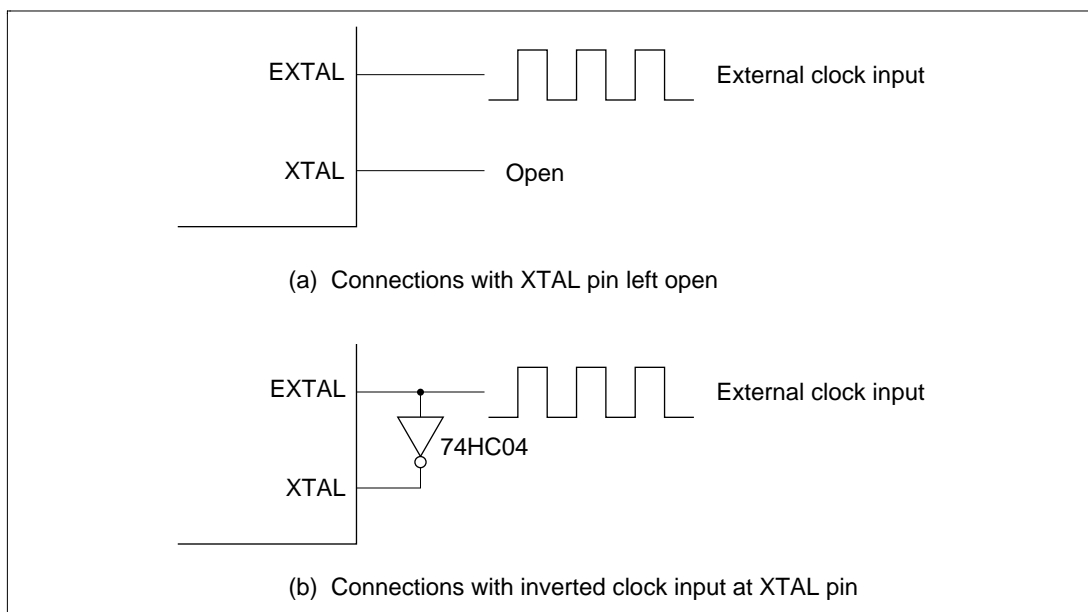 EXTAL
External clock input
XTAL
Open
(a) Connections with XTAL pin left open
EXTAL
External clock input
74HC04
XTAL
(b) Connections with inverted clock input at XTAL pin